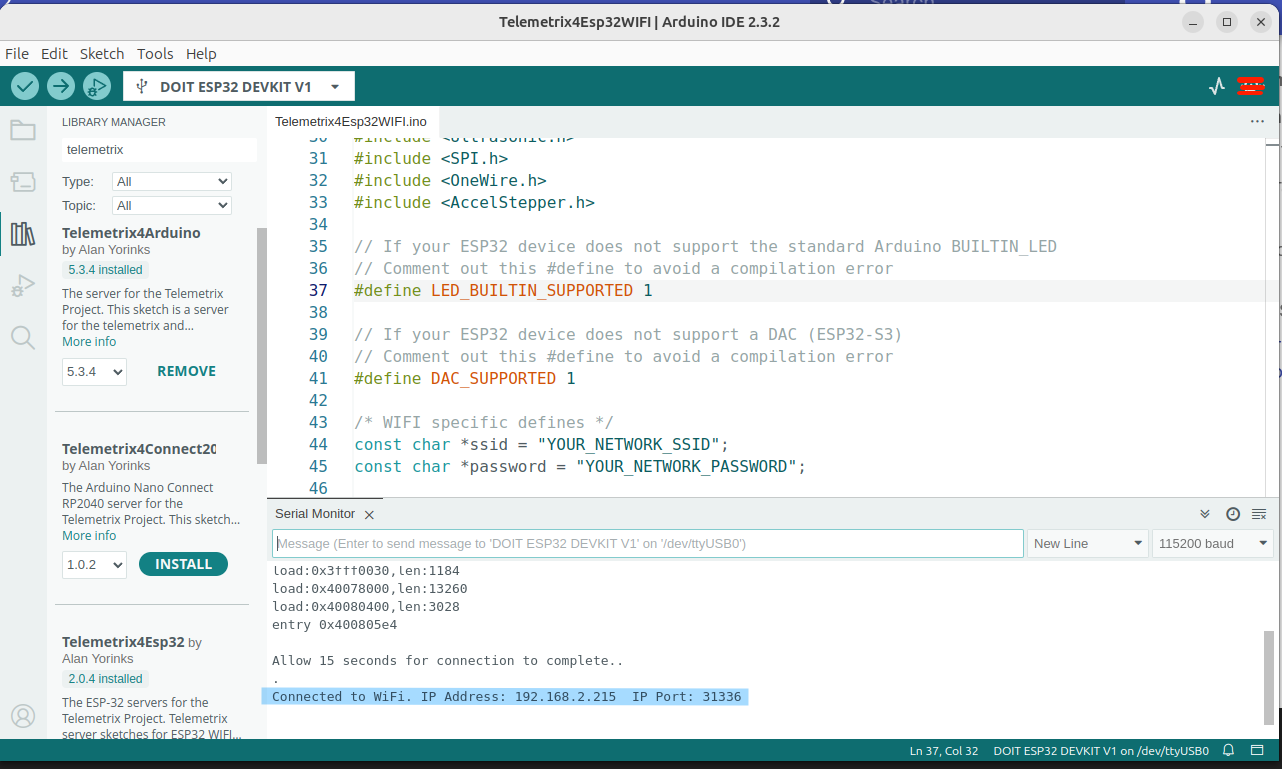 Search
Telemetrix4Esp32WIFI | Arduino IDE 2.3.2
File Edit Sketch Tools Help
DOIT ESP32 DEVKIT V1
LIBRARY MANAGER
telemetrix
Type: All
Topic: All
Telemetrix4Arduino
by Alan Yorinks
5.3.4 installed
The server for the Telemetrix
Project. This sketch is a server
for the telemetrix and...
More info
5.3.4 REMOVE
Telemetrix4Connect20
by Alan Yorinks
The Arduino Nano Connect
RP2040 server for the
Telemetrix Project. This sketch...
More info
1.0.2 INSTALL
Telemetrix4Esp32 by
Alan Yorinks
2.0.4 installed
The ESP-32 servers for the
Telemetrix Project. Telemetrix
server sketches for ESP32 WIFI...
Telemetrix4Esp32WIFI.ino
30 #include <Ultrasonic.h>
31 #include <SPI.h>
32 #include <OneWire.h>
33 #include <AccelStepper.h>
34
35 // If your ESP32 device does not support the standard Arduino BUILTIN_LED
36 // Comment out this #define to avoid a compilation error
37 #define LED_BUILTIN_SUPPORTED 1
38
39 // If your ESP32 device does not support a DAC (ESP32-S3)
40 // Comment out this #define to avoid a compilation error
41 #define DAC_SUPPORTED 1
42
43 /* WIFI specific defines */
44 const char *ssid = "YOUR_NETWORK_SSID";
45 const char *password = "YOUR_NETWORK_PASSWORD";
46
Serial Monitor
Message (Enter to send message to 'DOIT ESP32 DEVKIT V1' on '/dev/ttyUSB0') New Line 115200 baud
load:0x3fff0030,len:1184
load:0x40078000,len:13260
load:0x40080400,len:3028
entry 0x400805e4
Allow 15 seconds for connection to complete..
.
Connected to WiFi. IP Address: 192.168.2.215 IP Port: 31336
Ln 37, Col 32 DOIT ESP32 DEVKIT V1 on /dev/ttyUSB0